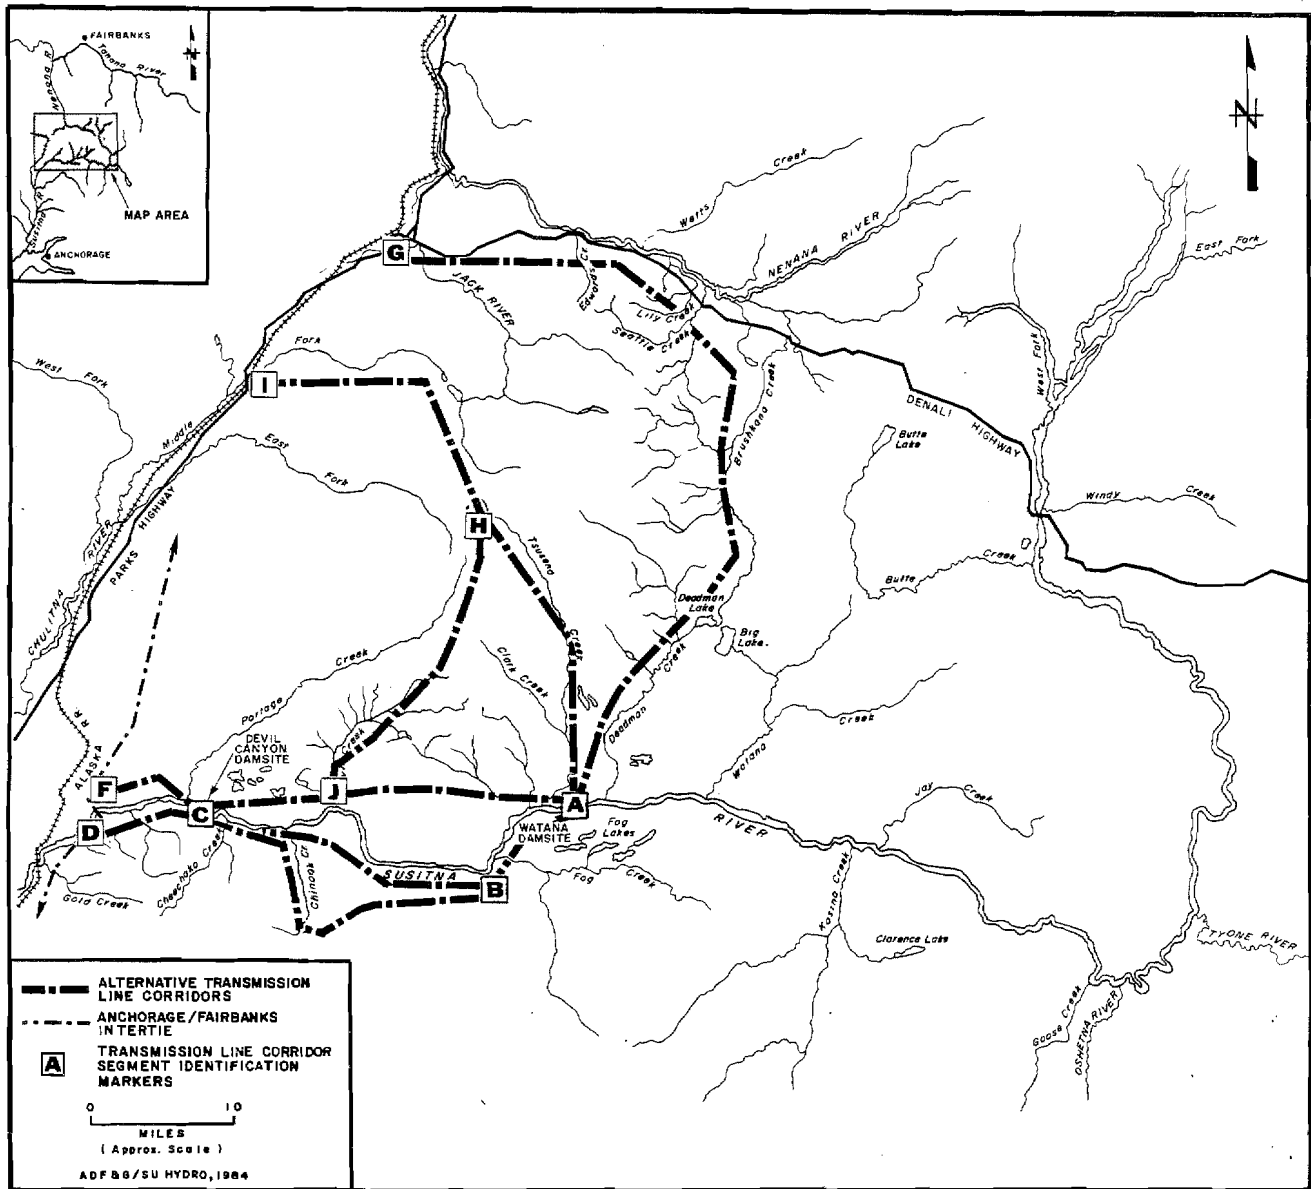 FAIRBANKS
Tanana River
Nenana R.
MAP AREA
Susitna R.
ANCHORAGE
N
N
Watts Creek
NENANA RIVER
East Fork
West Fork
G
JACK RIVER
Edwards Cr.
Lily Creek
Seattle Creek
Brushkana Creek
DENALI HIGHWAY
Butte Lake
Windy Creek
Butte Creek
West Fork
Fork
I
Middle
East Fork
CHULITNA RIVER
PARKS HIGHWAY
H
Tsusena Creek
Deadman Lake
Big Lake
Clark Creek
Deadman Creek
Portage Creek
Creek
DEVIL CANYON DAMSITE
Watana Creek
Jay Creek
ALASKA R.R.
F
C
J
A
D
B
WATANA DAMSITE
Fog Lakes
SUSITNA RIVER
Fog Creek
Gold Creek
Cheechako Creek
Chinook Cr
Kosina Creek
Clarence Lake
TYONE RIVER
Goose Creek
OSHETNA RIVER
ALTERNATIVE TRANSMISSION
LINE CORRIDORS
ANCHORAGE/FAIRBANKS
INTERTIE
A
TRANSMISSION LINE CORRIDOR
SEGMENT IDENTIFICATION
MARKERS
0 10
MILES
( Approx. Scale )
ADF&G/SU HYDRO, 1984